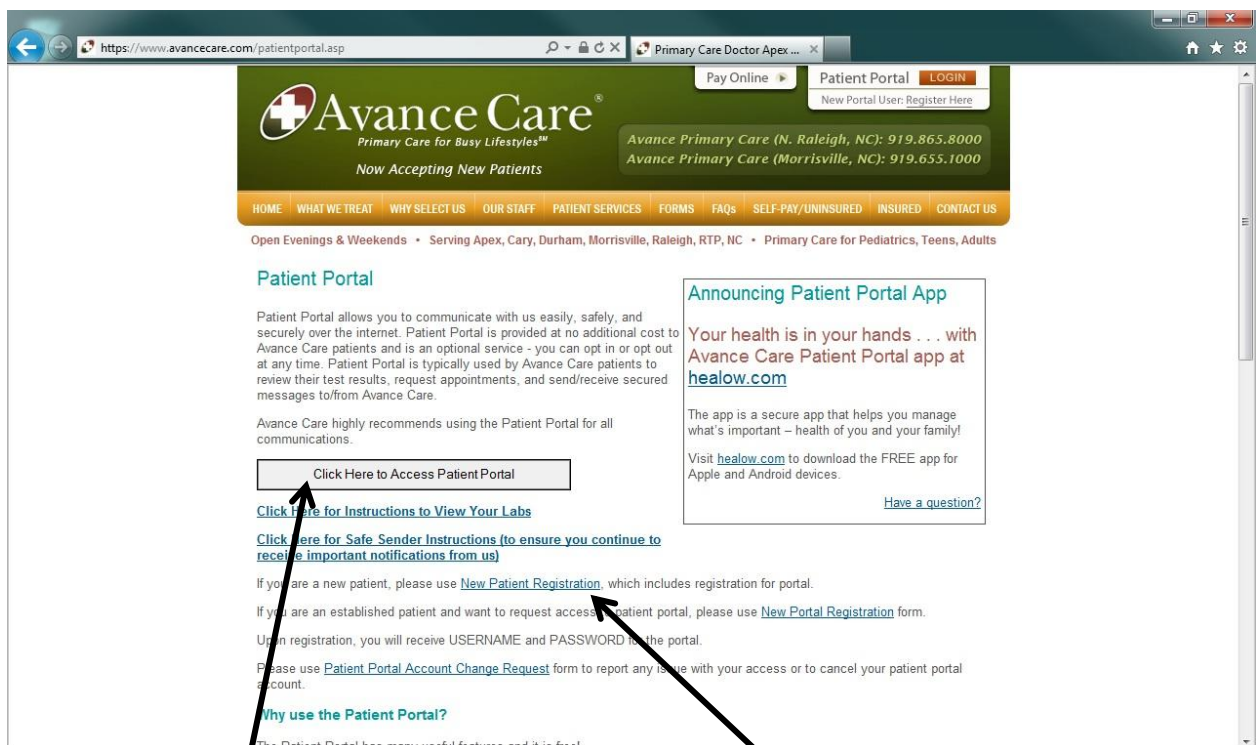 https://www.avancecare.com/patientportal.asp
Primary Care Doctor Apex ...
Pay Online
Patient Portal LOGIN
New Portal User: Register Here
Avance Care®
Primary Care for Busy Lifestyles℠
Now Accepting New Patients
Avance Primary Care (N. Raleigh, NC): 919.865.8000
Avance Primary Care (Morrisville, NC): 919.655.1000
HOME WHAT WE TREAT WHY SELECT US OUR STAFF PATIENT SERVICES FORMS FAQs SELF-PAY/UNINSURED INSURED CONTACT US
Open Evenings & Weekends • Serving Apex, Cary, Durham, Morrisville, Raleigh, RTP, NC • Primary Care for Pediatrics, Teens, Adults
Patient Portal
Patient Portal allows you to communicate with us easily, safely, and
securely over the internet. Patient Portal is provided at no additional cost to
Avance Care patients and is an optional service - you can opt in or opt out
at any time. Patient Portal is typically used by Avance Care patients to
review their test results, request appointments, and send/receive secured
messages to/from Avance Care.
Avance Care highly recommends using the Patient Portal for all
communications.
Click Here to Access Patient Portal
Click Here for Instructions to View Your Labs
Click Here for Safe Sender Instructions (to ensure you continue to
receive important notifications from us)
Announcing Patient Portal App
Your health is in your hands . . . with
Avance Care Patient Portal app at
healow.com
The app is a secure app that helps you manage
what's important – health of you and your family!
Visit healow.com to download the FREE app for
Apple and Android devices.
Have a question?
If you are a new patient, please use New Patient Registration, which includes registration for portal.
If you are an established patient and want to request access patient portal, please use New Portal Registration form.
Upon registration, you will receive USERNAME and PASSWORD for the portal.
Please use Patient Portal Account Change Request form to report any issue with your access or to cancel your patient portal
account.
Why use the Patient Portal?
The Patient Portal has many useful features and it is free!